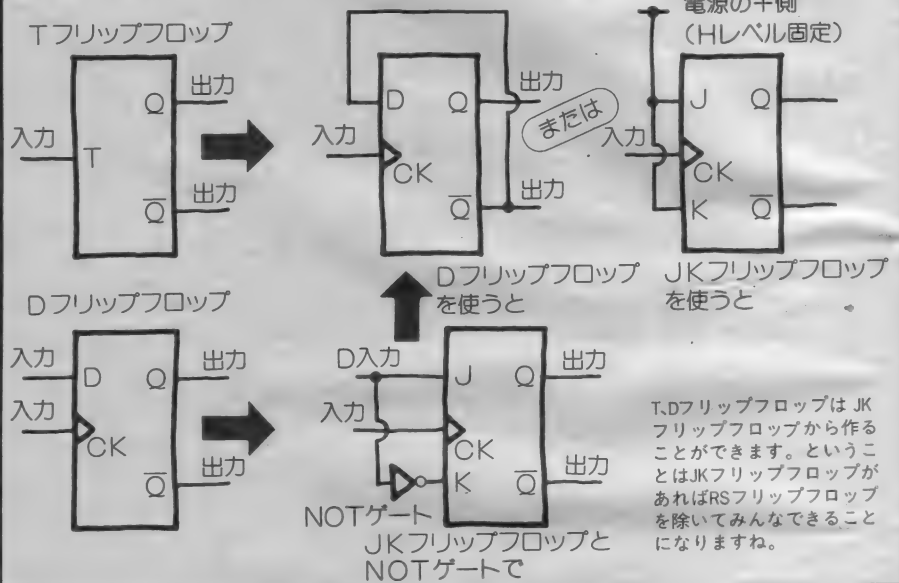 Tフリップフロップ
入力
T
Q
出力
Q̅
出力
D
Q
出力
入力
CK
Q̅
出力
または
Dフリップフロップ
を使うと
電源の+側
(Hレベル固定)
J
Q
入力
CK
K
Q̅
JKフリップフロップ
を使うと
Dフリップフロップ
入力
D
Q
出力
入力
CK
Q̅
出力
D入力
J
Q
出力
入力
CK
K
Q̅
出力
NOTゲート
JKフリップフロップと
NOTゲートで
T、Dフリップフロップは JK
フリップフロップから作る
ことができます。というこ
とはJKフリップフロップが
あればRSフリップフロップ
を除いてみんなできること
になりますね。